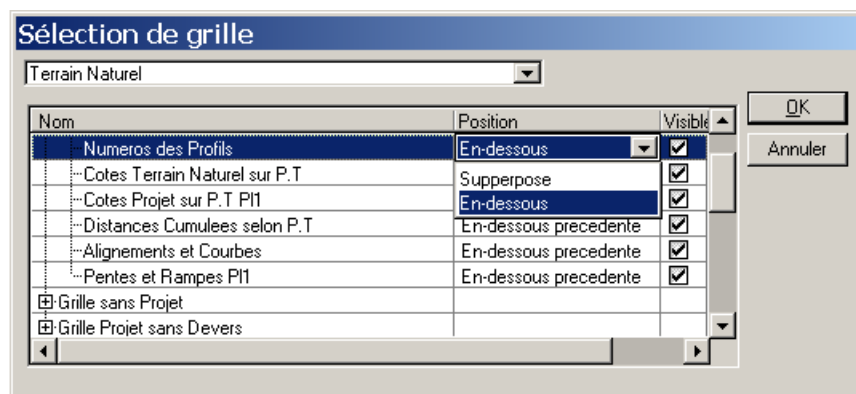 Sélection de grille
Terrain Naturel
OK
Nom Position Visible
Annuler
Numeros des Profils En-dessous
Cotes Terrain Naturel sur P.T Supperpose
Cotes Projet sur P.T Pl1 En-dessous
Distances Cumulees selon P.T En-dessous precedente
Alignements et Courbes En-dessous precedente
Pentes et Rampes Pl1 En-dessous precedente
Grille sans Projet
Grille Projet sans Devers